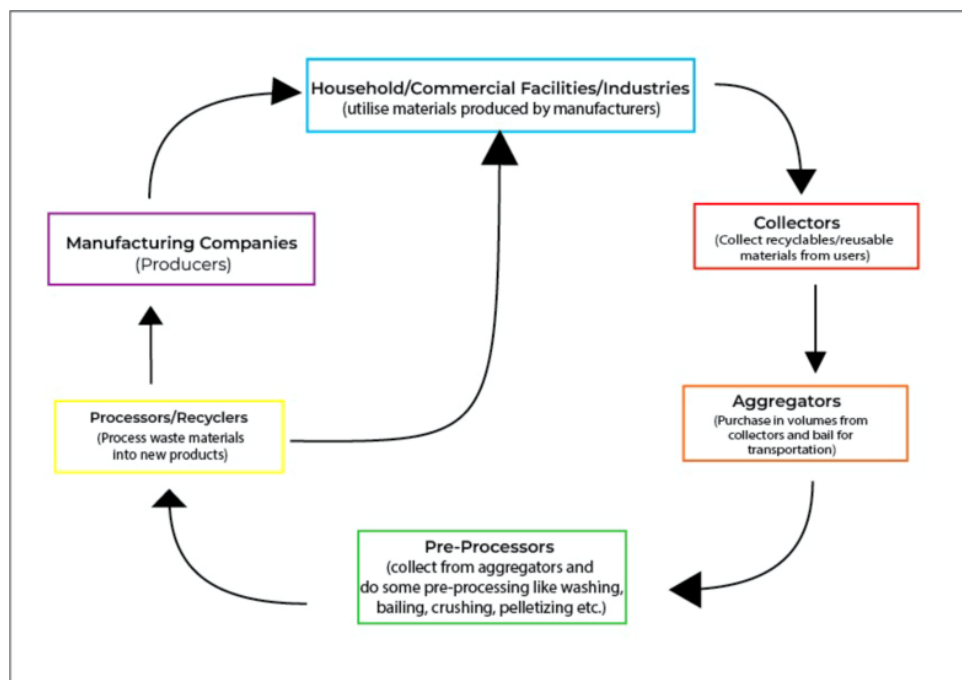 Household/Commercial Facilities/Industries
(utilise materials produced by manufacturers)
Collectors
(Collect recyclables/reusable
materials from users)
Aggregators
(Purchase in volumes from
collectors and bail for
transportation)
Pre-Processors
(collect from aggregators and
do some pre-processing like washing,
bailing, crushing, pelletizing etc.)
Processors/Recyclers
(Process waste materials
into new products)
Manufacturing Companies
(Producers)